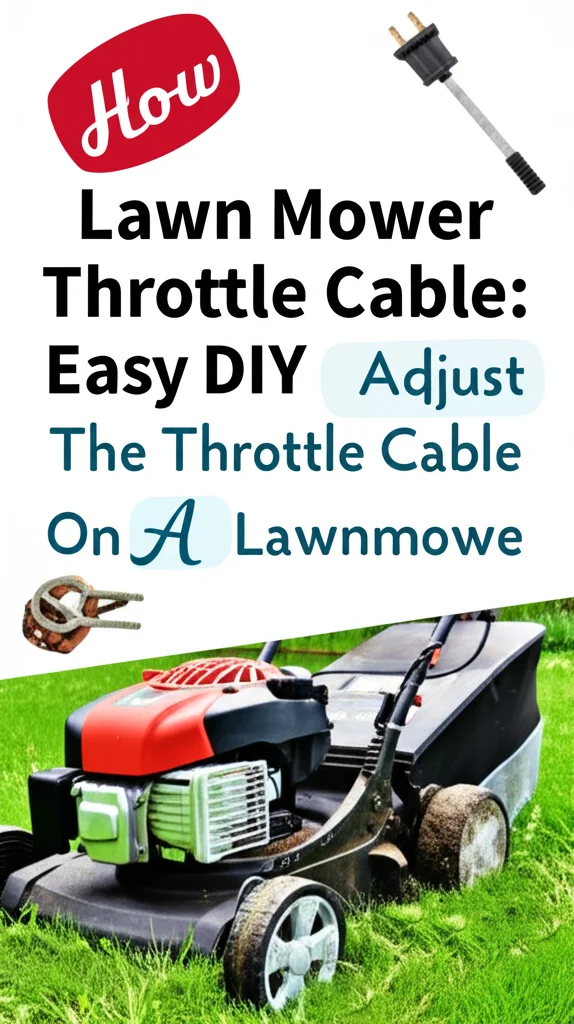 How
Lawn Mower
Throttle Cable:
Easy DIY Adjust
The Throttle Cable
On A Lawnmowe